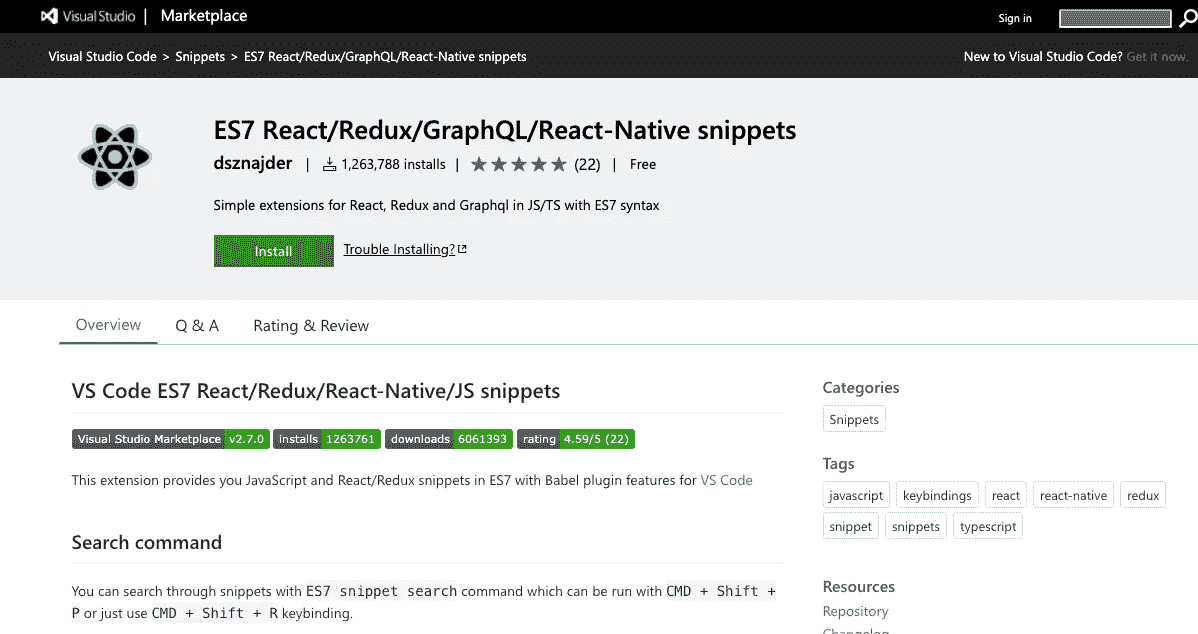 Visual Studio | Marketplace
Sign in
Visual Studio Code > Snippets > ES7 React/Redux/GraphQL/React-Native snippets
New to Visual Studio Code? Get it now.
ES7 React/Redux/GraphQL/React-Native snippets
dsznajder | 1,263,788 installs | (22) | Free
Simple extensions for React, Redux and Graphql in JS/TS with ES7 syntax
Install Trouble Installing?
Overview Q & A Rating & Review
VS Code ES7 React/Redux/React-Native/JS snippets
Visual Studio Marketplace v2.7.0 installs 1263761 downloads 6061393 rating 4.59/5 (22)
This extension provides you JavaScript and React/Redux snippets in ES7 with Babel plugin features for VS Code
Search command
You can search through snippets with ES7 snippet search command which can be run with CMD + Shift +
P or just use CMD + Shift + R keybinding.
Categories
Snippets
Tags
javascript keybindings react react-native redux
snippet snippets typescript
Resources
Repository
Changelog